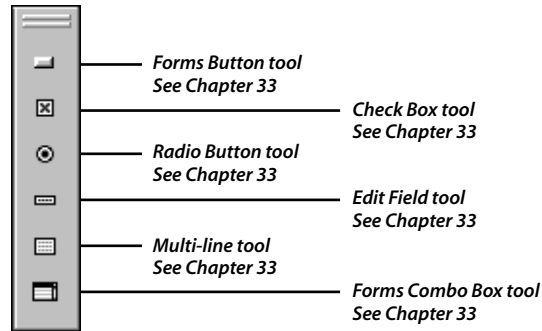 Forms Button tool
See Chapter 33
Check Box tool
See Chapter 33
Radio Button tool
See Chapter 33
Edit Field tool
See Chapter 33
Multi-line tool
See Chapter 33
Forms Combo Box tool
See Chapter 33